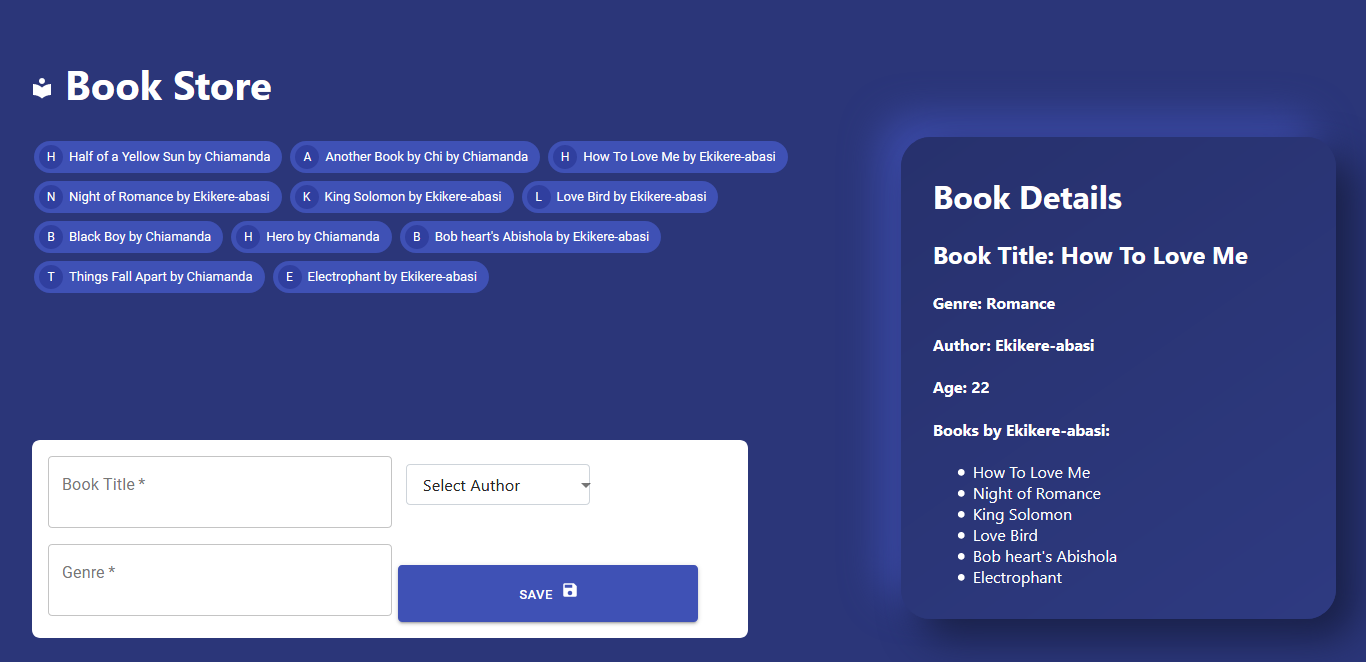 Book Store
H Half of a Yellow Sun by Chiamanda A Another Book by Chi by Chiamanda H How To Love Me by Ekikere-abasi
N Night of Romance by Ekikere-abasi K King Solomon by Ekikere-abasi L Love Bird by Ekikere-abasi
B Black Boy by Chiamanda H Hero by Chiamanda B Bob heart's Abishola by Ekikere-abasi
T Things Fall Apart by Chiamanda E Electrophant by Ekikere-abasi
Book Title *
Select Author
Genre *
SAVE
Book Details
Book Title: How To Love Me
Genre: Romance
Author: Ekikere-abasi
Age: 22
Books by Ekikere-abasi:
How To Love Me
Night of Romance
King Solomon
Love Bird
Bob heart's Abishola
Electrophant